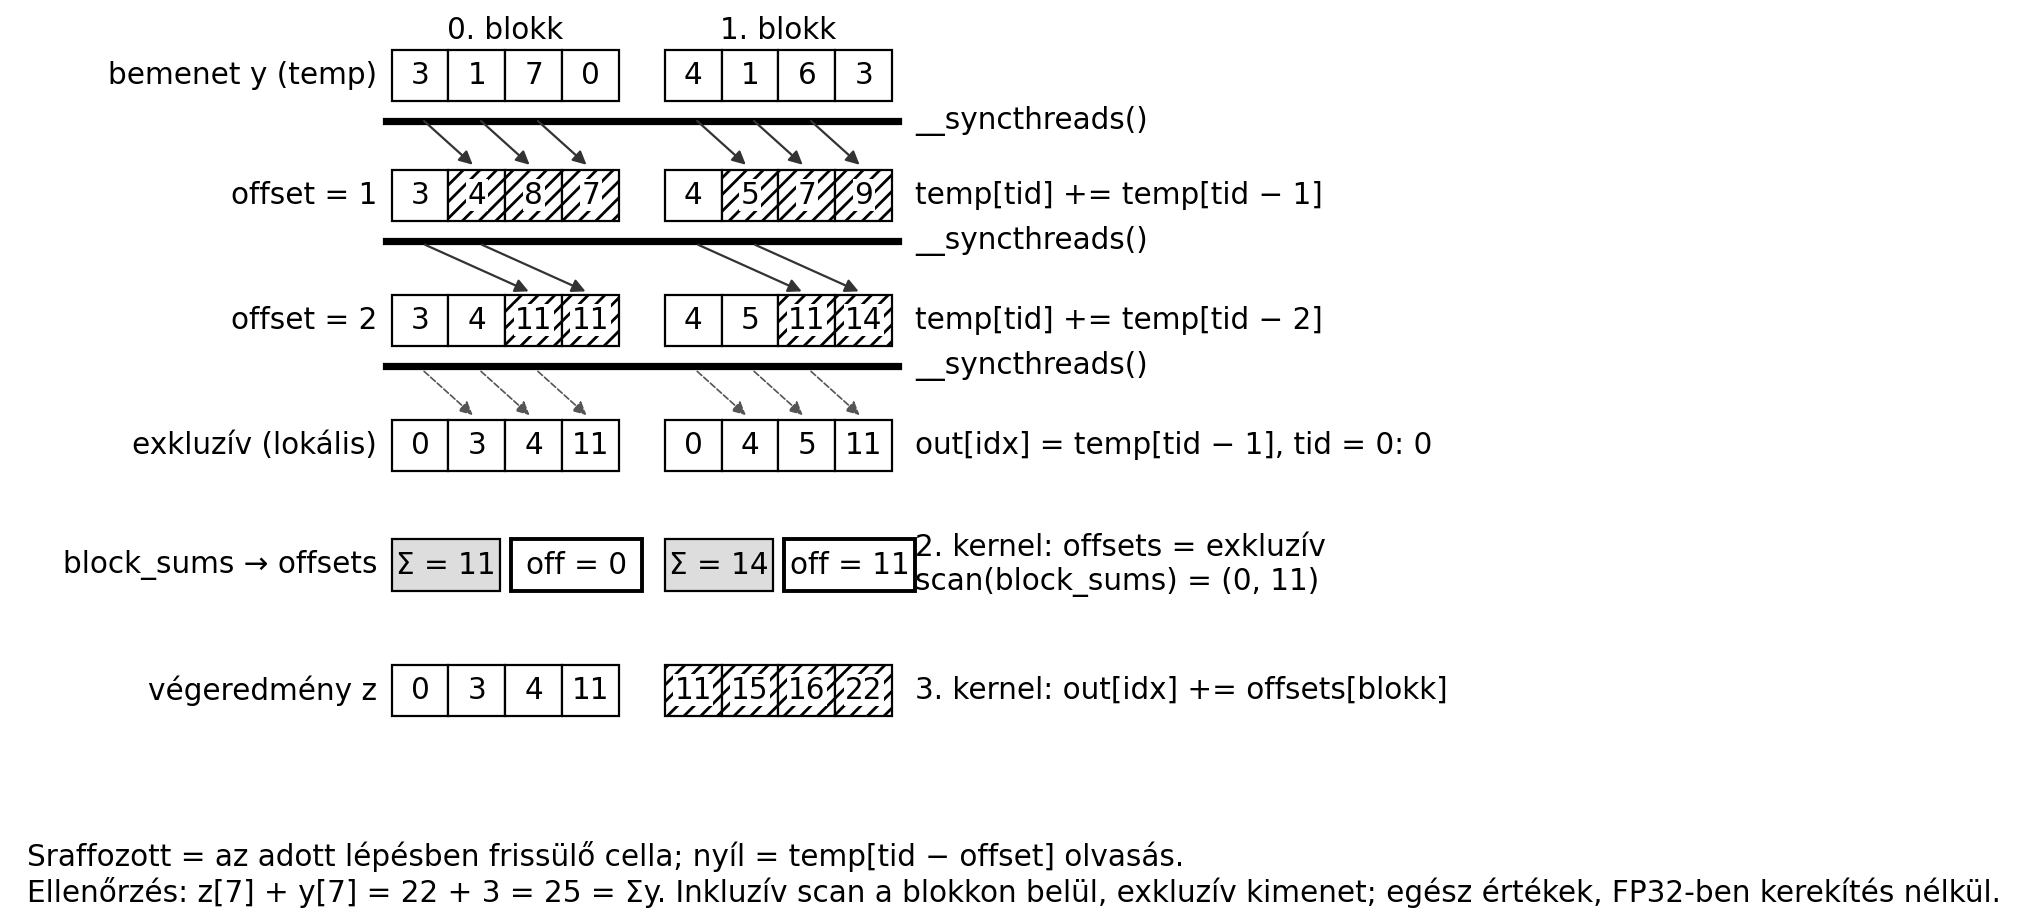 0. blokk 1. blokk
bemenet y (temp) 3 1 7 0 4 1 6 3
__syncthreads()
offset = 1 3 4 8 7 4 5 7 9 temp[tid] += temp[tid − 1]
__syncthreads()
offset = 2 3 4 11 11 4 5 11 14 temp[tid] += temp[tid − 2]
__syncthreads()
exkluzív (lokális) 0 3 4 11 0 4 5 11 out[idx] = temp[tid − 1], tid = 0: 0
block_sums → offsets Σ = 11 off = 0 Σ = 14 off = 11 2. kernel: offsets = exkluzív
scan(block_sums) = (0, 11)
végeredmény z 0 3 4 11 11 15 16 22 3. kernel: out[idx] += offsets[blokk]
Sraffozott = az adott lépésben frissülő cella; nyíl = temp[tid − offset] olvasás.
Ellenőrzés: z[7] + y[7] = 22 + 3 = 25 = Σy. Inkluzív scan a blokkon belül, exkluzív kimenet; egész értékek, FP32-ben kerekítés nélkül.